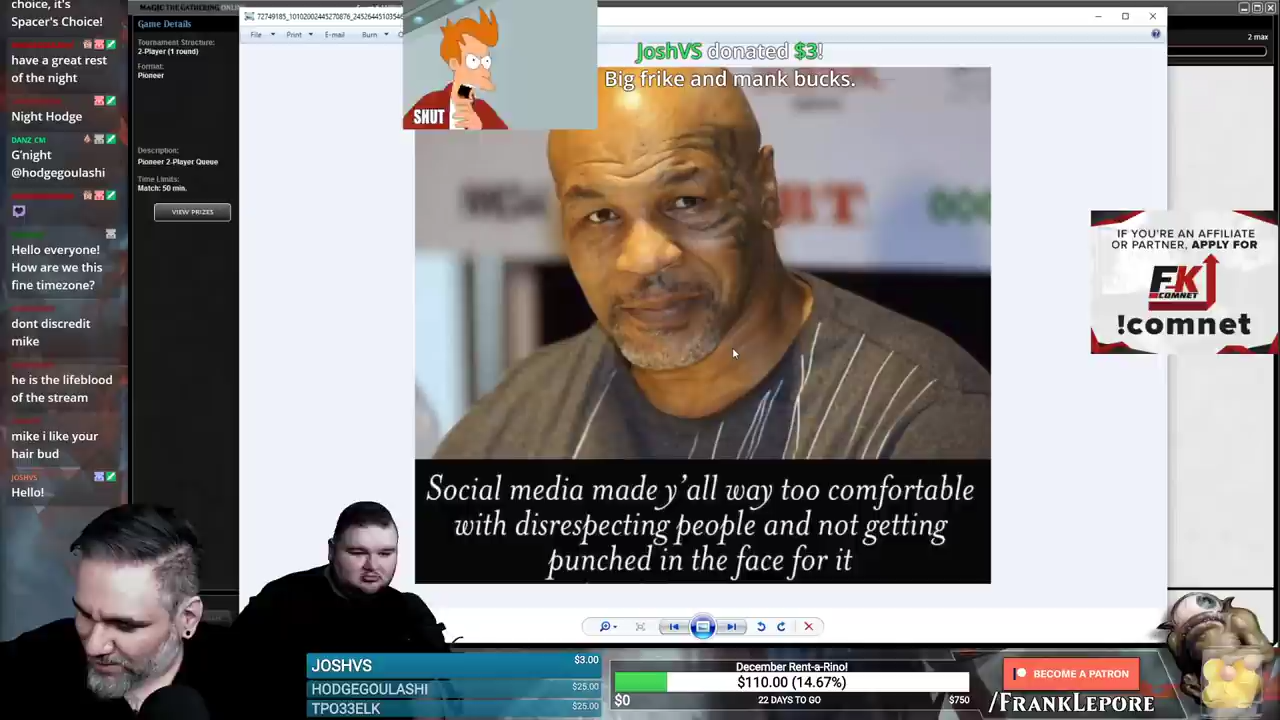 choice, it's
Spacer's Choice!
have a great rest
of the night
Night Hodge
DANZ CM
G'night
@hodgegoulashi
Hello everyone!
How are we this
fine timezone?
dont discredit
mike
he is the lifeblood
of the stream
mike i like your
hair bud
JOSHVS
Hello!
MAGIC THE GATHERING ONLINE
Game Details
Tournament Structure:
2-Player (1 round)
Format:
Pioneer
Description:
Pioneer 2-Player Queue
Time Limits:
Match: 50 min.
VIEW PRIZES
File
Print
E-mail
Burn
SHUT
JoshVS donated $3!
Big frike and mank bucks.
2 max
IF YOU'RE AN AFFILIATE
OR PARTNER, APPLY FOR
COMNET
!comnet
Social media made y'all way too comfortable
with disrespecting people and not getting
punched in the face for it
JOSHVS $3.00
HODGEGOULASHI $25.00
TPO33ELK $25.00
December Rent-a-Rino!
$110.00 (14.67%)
$0 22 DAYS TO GO $750
BECOME A PATRON
/FRANKLEPORE